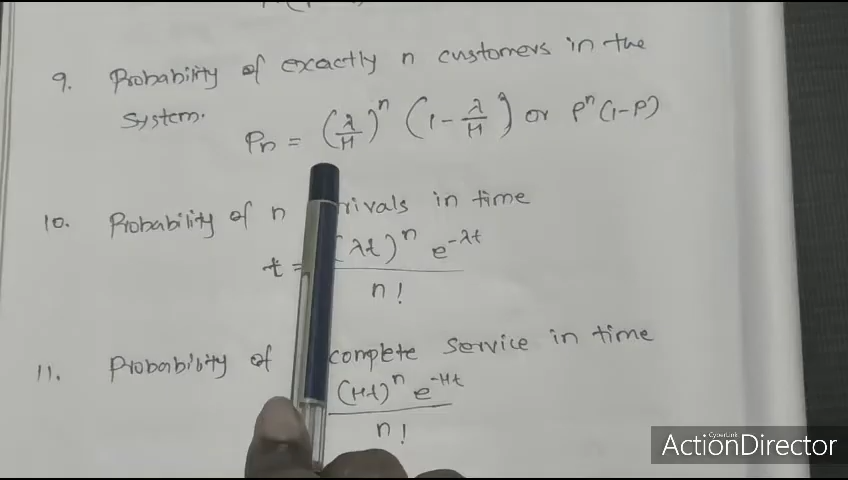 9. Probability of exactly n customers in the
System.
Pn = (λ/μ)^n (1 - λ/μ) or ρ^n (1-ρ)
10. Probability of n rivals in time
t = (λt)^n e^-λt / n!
11. Probability of complete service in time
(μt)^n e^-μt / n!
CyberLink
ActionDirector